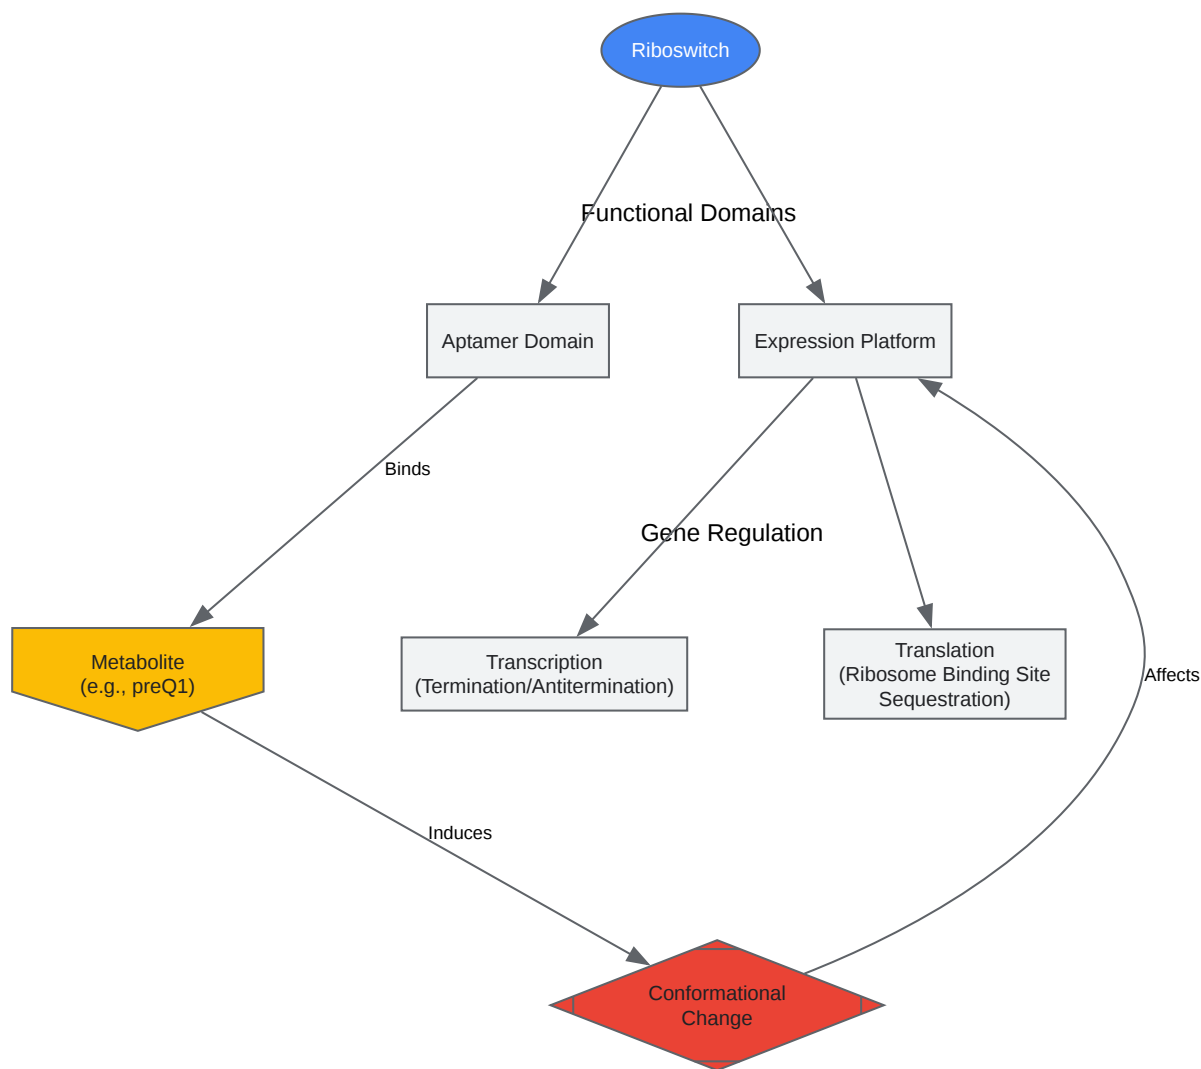 Riboswitch
Functional Domains
Aptamer Domain
Expression Platform
Binds
Gene Regulation
Metabolite
(e.g., preQ1)
Transcription
(Termination/Antitermination)
Translation
(Ribosome Binding Site
Sequestration)
Affects
Induces
Conformational
Change